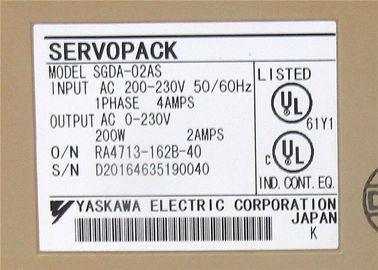 SERVOPACK
MODEL SGDA-02AS
INPUT AC 200-230V 50/60Hz
1PHASE 4AMPS
OUTPUT AC 0-230V
200W 2AMPS
O/N RA4713-162B-40
S/N D20164635190040
LISTED
UL
61Y1
C UL
IND. CONT. EQ.
YASKAWA ELECTRIC CORPORATION
JAPAN
K